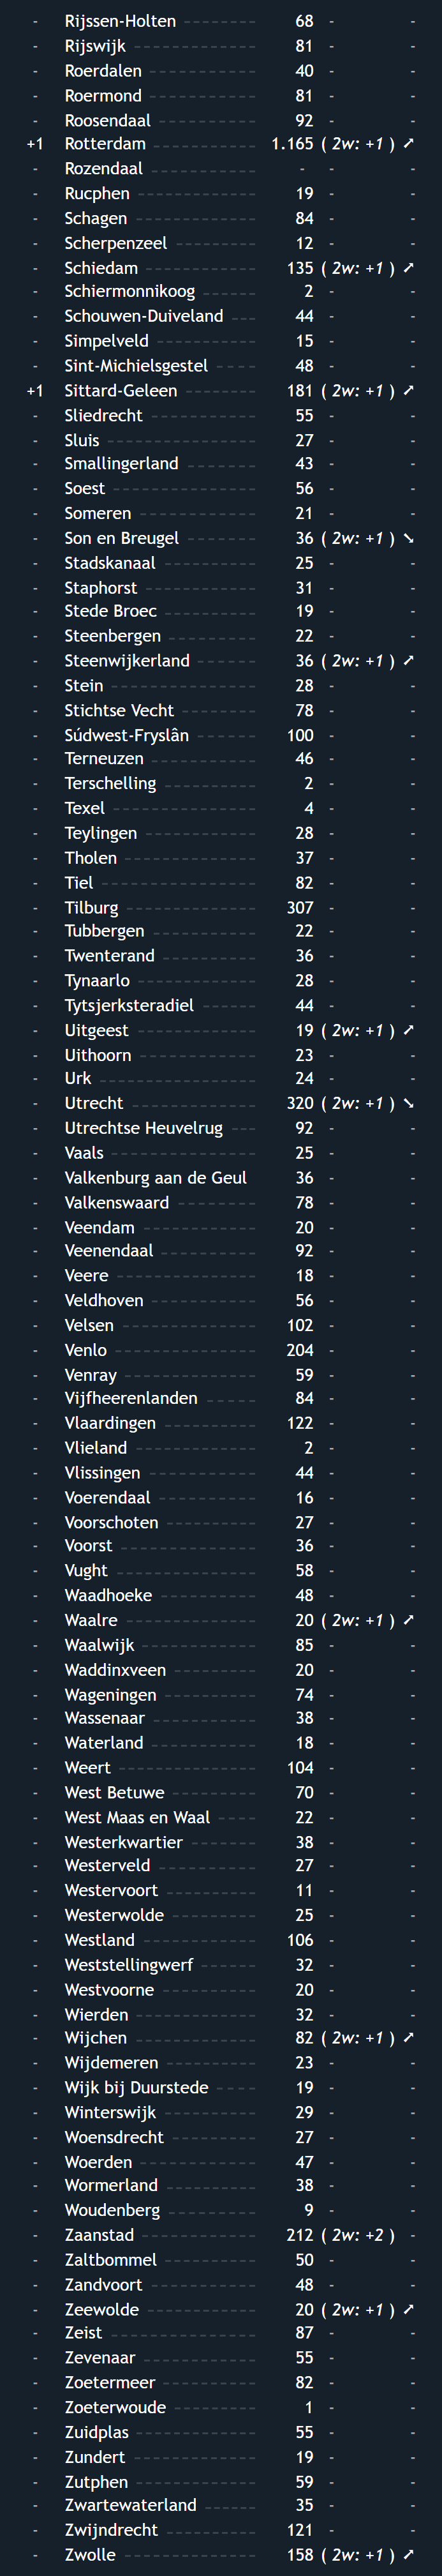 - Rijssen-Holten 68 - -
- Rijswijk 81 - -
- Roerdalen 40 - -
- Roermond 81 - -
- Roosendaal 92 - -
+1 Rotterdam 1.165 ( 2w: +1 ) ➚
- Rozendaal - - -
- Rucphen 19 - -
- Schagen 84 - -
- Scherpenzeel 12 - -
- Schiedam 135 ( 2w: +1 ) ➚
- Schiermonnikoog 2 - -
- Schouwen-Duiveland 44 - -
- Simpelveld 15 - -
- Sint-Michielsgestel 48 - -
+1 Sittard-Geleen 181 ( 2w: +1 ) ➚
- Sliedrecht 55 - -
- Sluis 27 - -
- Smallingerland 43 - -
- Soest 56 - -
- Someren 21 - -
- Son en Breugel 36 ( 2w: +1 ) ➘
- Stadskanaal 25 - -
- Staphorst 31 - -
- Stede Broec 19 - -
- Steenbergen 22 - -
- Steenwijkerland 36 ( 2w: +1 ) ➚
- Stein 28 - -
- Stichtse Vecht 78 - -
- Súdwest-Fryslân 100 - -
- Terneuzen 46 - -
- Terschelling 2 - -
- Texel 4 - -
- Teylingen 28 - -
- Tholen 37 - -
- Tiel 82 - -
- Tilburg 307 - -
- Tubbergen 22 - -
- Twenterand 36 - -
- Tynaarlo 28 - -
- Tytsjerksteradiel 44 - -
- Uitgeest 19 ( 2w: +1 ) ➚
- Uithoorn 23 - -
- Urk 24 - -
- Utrecht 320 ( 2w: +1 ) ➘
- Utrechtse Heuvelrug 92 - -
- Vaals 25 - -
- Valkenburg aan de Geul 36 - -
- Valkenswaard 78 - -
- Veendam 20 - -
- Veenendaal 92 - -
- Veere 18 - -
- Veldhoven 56 - -
- Velsen 102 - -
- Venlo 204 - -
- Venray 59 - -
- Vijfheerenlanden 84 - -
- Vlaardingen 122 - -
- Vlieland 2 - -
- Vlissingen 44 - -
- Voerendaal 16 - -
- Voorschoten 27 - -
- Voorst 36 - -
- Vught 58 - -
- Waadhoeke 48 - -
- Waalre 20 ( 2w: +1 ) ➚
- Waalwijk 85 - -
- Waddinxveen 20 - -
- Wageningen 74 - -
- Wassenaar 38 - -
- Waterland 18 - -
- Weert 104 - -
- West Betuwe 70 - -
- West Maas en Waal 22 - -
- Westerkwartier 38 - -
- Westerveld 27 - -
- Westervoort 11 - -
- Westerwolde 25 - -
- Westland 106 - -
- Weststellingwerf 32 - -
- Westvoorne 20 - -
- Wierden 32 - -
- Wijchen 82 ( 2w: +1 ) ➚
- Wijdemeren 23 - -
- Wijk bij Duurstede 19 - -
- Winterswijk 29 - -
- Woensdrecht 27 - -
- Woerden 47 - -
- Wormerland 38 - -
- Woudenberg 9 - -
- Zaanstad 212 ( 2w: +2 ) -
- Zaltbommel 50 - -
- Zandvoort 48 - -
- Zeewolde 20 ( 2w: +1 ) ➚
- Zeist 87 - -
- Zevenaar 55 - -
- Zoetermeer 82 - -
- Zoeterwoude 1 - -
- Zuidplas 55 - -
- Zundert 19 - -
- Zutphen 59 - -
- Zwartewaterland 35 - -
- Zwijndrecht 121 - -
- Zwolle 158 ( 2w: +1 ) ➚